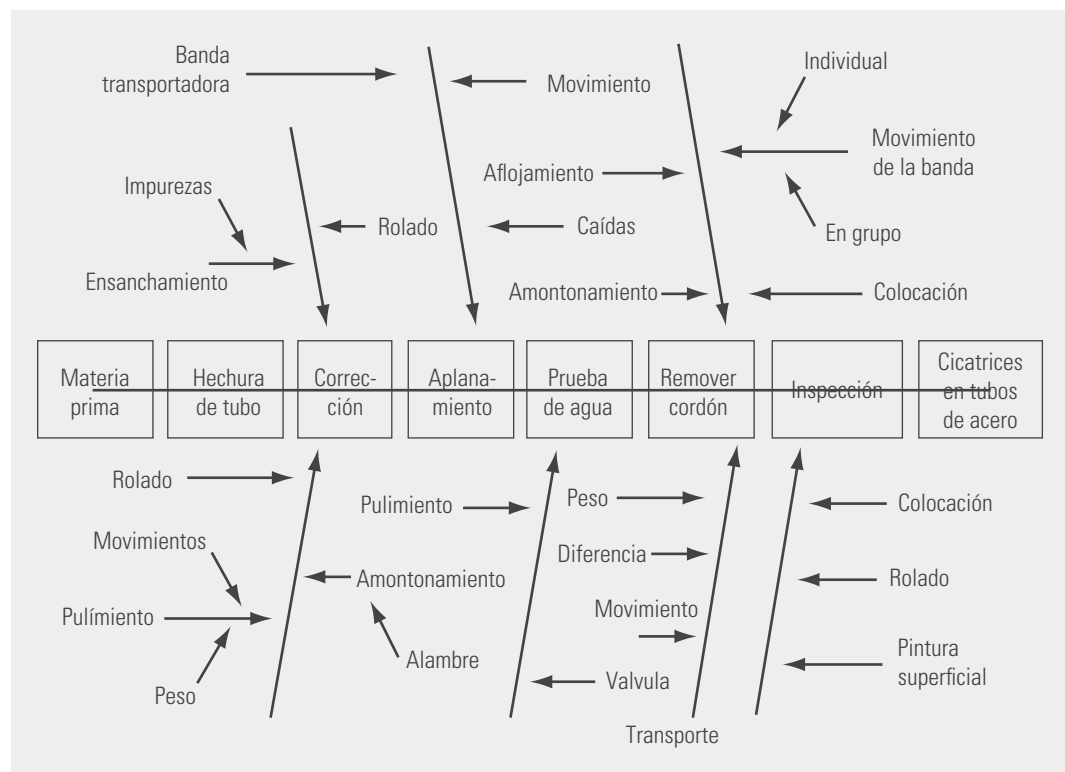 Banda
transportadora
Movimiento
Individual
Movimiento
de la banda
Aflojamiento
Impurezas
Rolado
Caídas
En grupo
Ensanchamiento
Amontonamiento
Colocación
Materia
prima
Hechura
de tubo
Correc-
ción
Aplana-
miento
Prueba
de agua
Remover
cordón
Inspección
Cicatrices
en tubos
de acero
Rolado
Pulimiento
Peso
Colocación
Movimientos
Diferencia
Amontonamiento
Rolado
Pulímiento
Movimiento
Alambre
Peso
Valvula
Pintura
superficial
Transporte